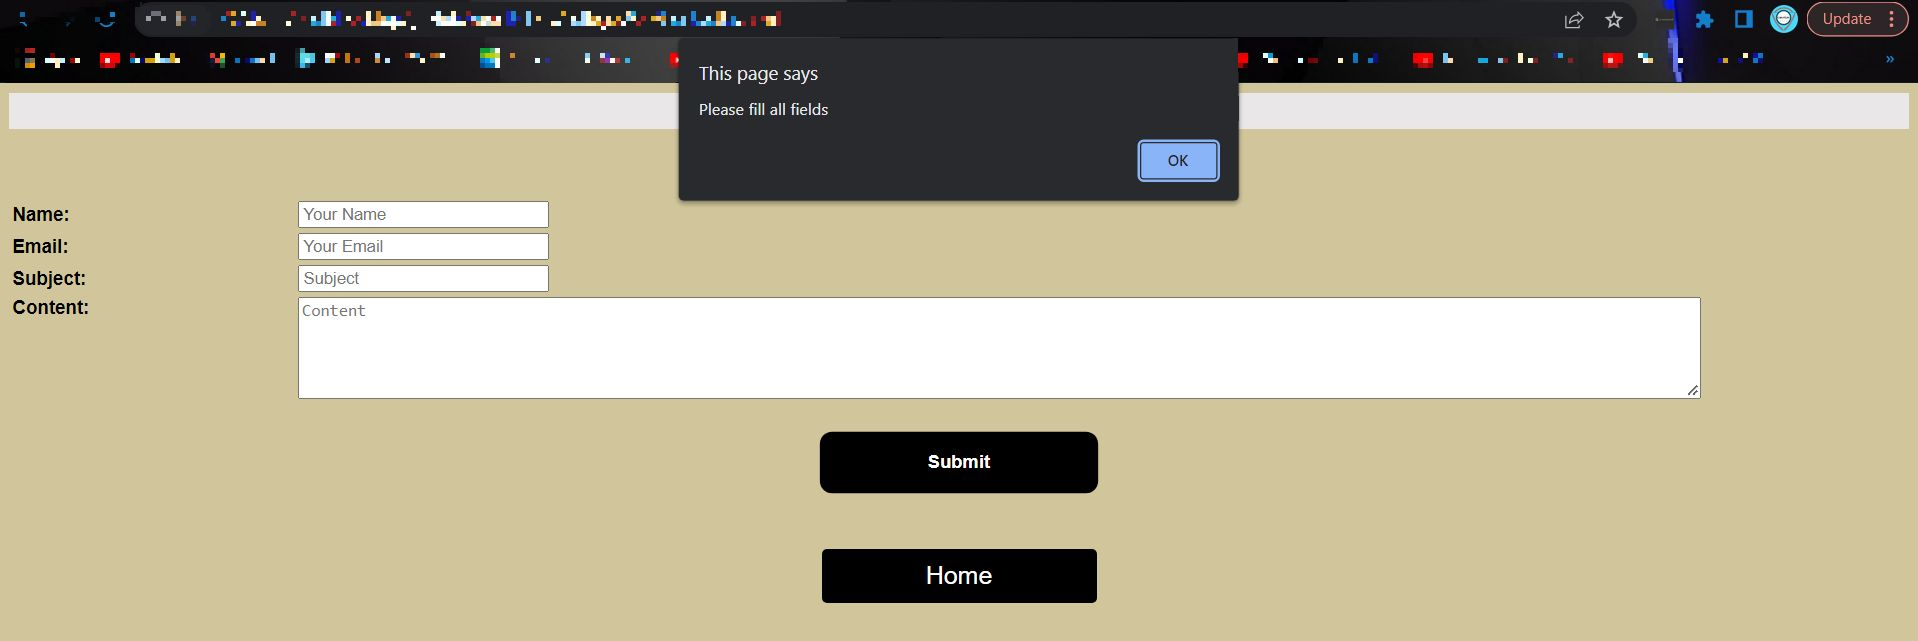 Update
This page says
Please fill all fields
OK
Name:
Your Name
Email:
Your Email
Subject:
Subject
Content:
Content
Submit
Home